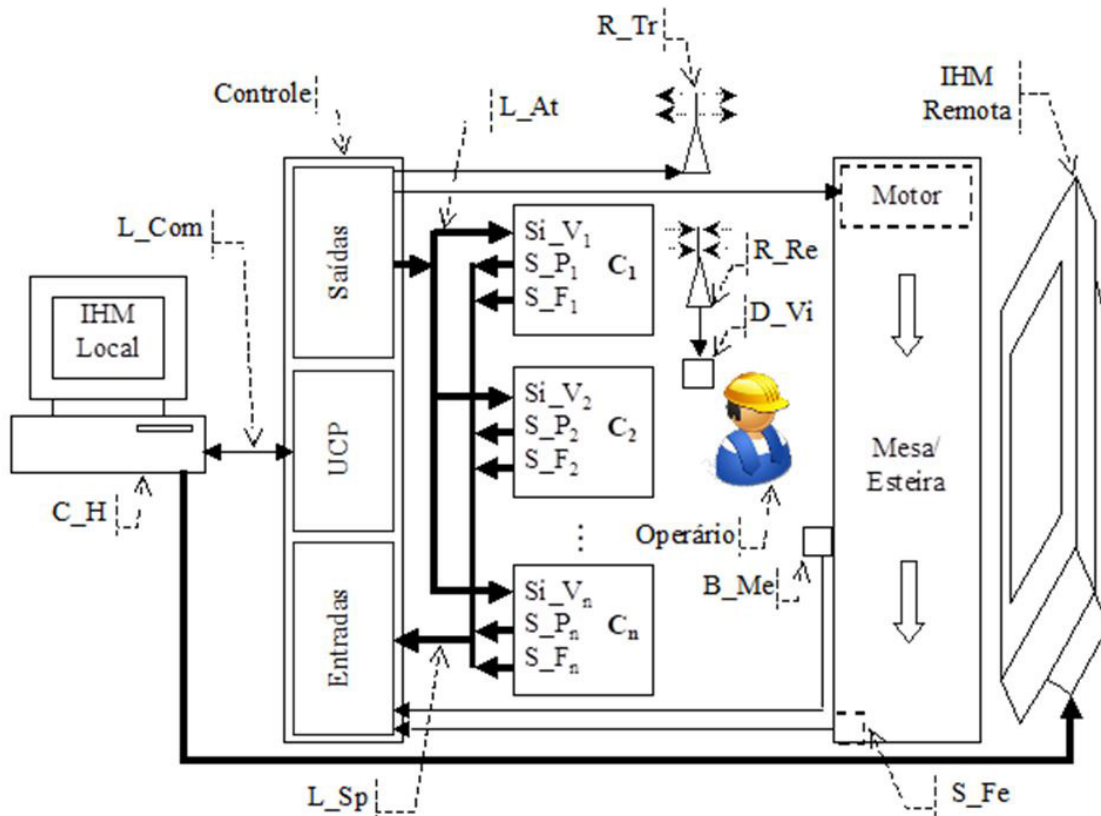 R_Tr
IHM
Remota
Controle
L_At
L_Com
Motor
Saídas
Si_V1
S_P1 C1
S_F1
R_Re
D_Vi
IHM
Local
UCP
Si_V2
S_P2 C2
S_F2
Mesa/
Esteira
C_H
Operário
B_Me
Entradas
Si_Vn
S_Pn Cn
S_Fn
L_Sp
S_Fe